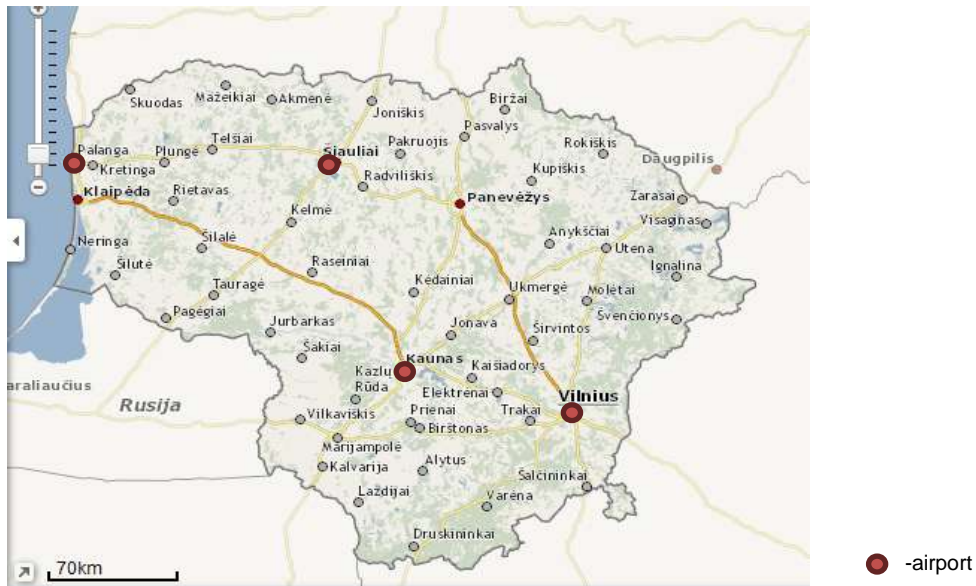 Skuodas
Mažeikiai
Akmenė
Joniškis
Biržai
Pasvalys
Palanga
Plungė
Telšiai
Šiauliai
Pakruojis
Rokiškis
Kretinga
Radviliškis
Kupiškis
Daugpilis
Klaipėda
Rietavas
Panevėžys
Zarasai
Visaginas
Kelmė
Neringa
Šilalė
Anykščiai
Utena
Šilutė
Raseiniai
Ignalina
Tauragė
Kėdainiai
Ukmergė
Molėtai
Pagėgiai
Jurbarkas
Jonava
Širvintos
Švenčionys
Šakiai
Kaunas
Kaišiadorys
araliaučius
Kazlų
Rūda
Elektrėnai
Vilnius
Rusija
Vilkaviškis
Prienai
Trakai
Birštonas
Marijampolė
Kalvarija
Alytus
Šalčininkai
Lazdijai
Varėna
Druskininkai
70km
-airport